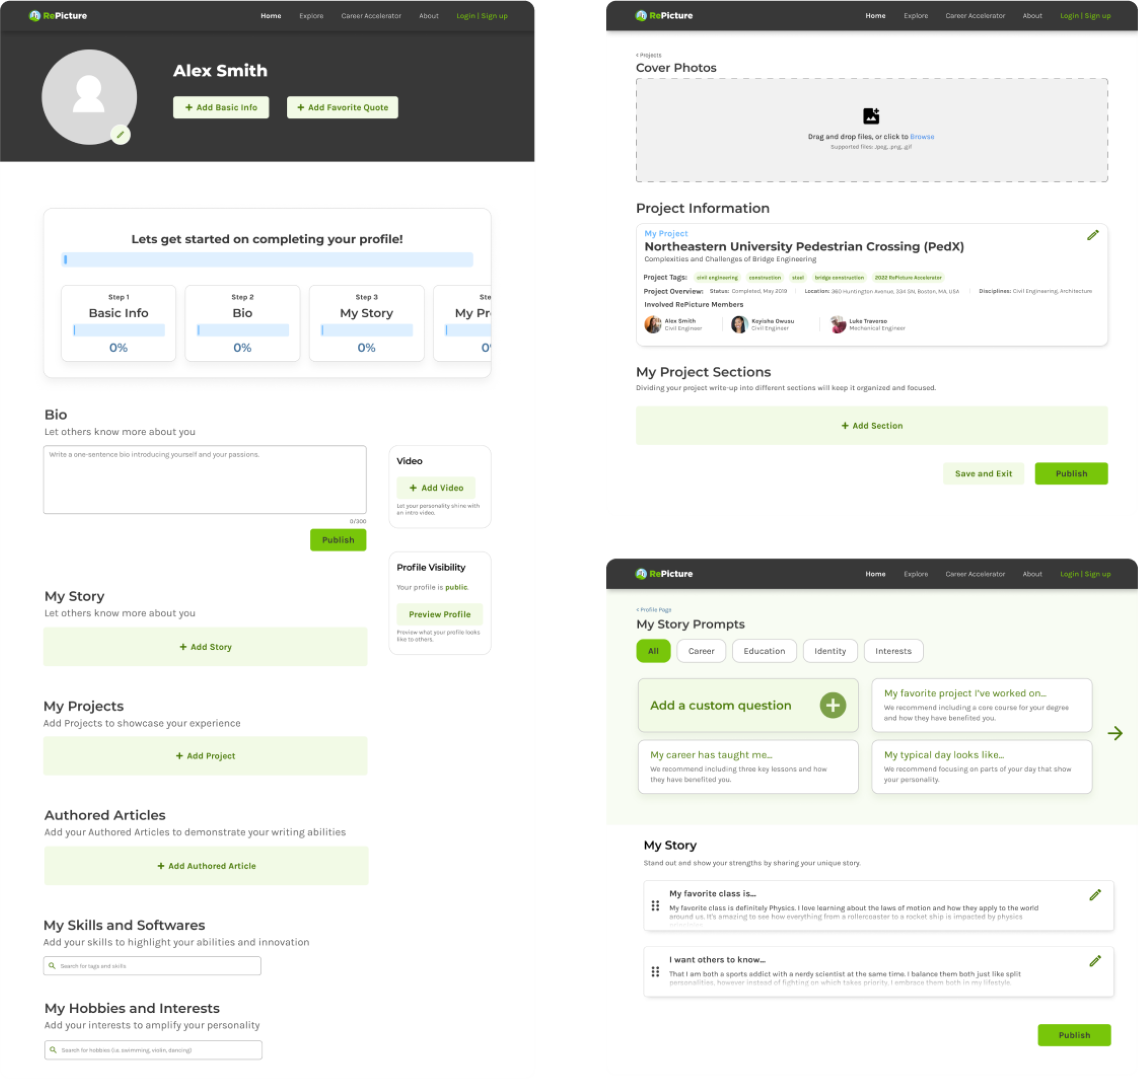 RePicture
Home Explore Career Accelerator About Login | Sign up
Alex Smith
+ Add Basic Info + Add Favorite Quote
Lets get started on completing your profile!
Step 1 Step 2 Step 3 Ste
Basic Info Bio My Story My Pr
0% 0% 0% 0
Bio
Let others know more about you
Write a one-sentence bio introducing yourself and your passions.
0/300
Publish
Video
+ Add Video
Let your personality shine with
an intro video.
Profile Visibility
Your profile is public.
Preview Profile
Preview what your profile looks
like to others.
My Story
Let others know more about you
+ Add Story
My Projects
Add Projects to showcase your experience
+ Add Project
Authored Articles
Add your Authored Articles to demonstrate your writing abilities
+ Add Authored Article
My Skills and Softwares
Add your skills to highlight your abilities and innovation
Search for tags and skills
My Hobbies and Interests
Add your interests to amplify your personality
Search for hobbies (i.e. swimming, violin, dancing)
RePicture
Home Explore Career Accelerator About Login | Sign up
< Projects
Cover Photos
Drag and drop files, or click to Browse
Supported files: .jpeg, .png, .gif
Project Information
My Project
Northeastern University Pedestrian Crossing (PedX)
Complexities and Challenges of Bridge Engineering
Project Tags: civil engineering construction steel bridge construction 2022 RePicture Accelerator
Project Overview: Status: Completed, May 2019 Location: 360 Huntington Avenue, 334 SN, Boston, MA, USA Disciplines: Civil Engineering, Architecture
Involved RePicture Members
Alex Smith Keyisha Owusu Luke Traverse
Civil Engineer Civil Engineer Mechanical Engineer
My Project Sections
Dividing your project write-up into different sections will keep it organized and focused.
+ Add Section
Save and Exit Publish
RePicture
Home Explore Career Accelerator About Login | Sign up
< Profile Page
My Story Prompts
All Career Education Identity Interests
Add a custom question
My favorite project I've worked on...
We recommend including a core course for your degree
and how they have benefited you.
My career has taught me...
We recommend including three key lessons and how
they have benefited you.
My typical day looks like...
We recommend focusing on parts of your day that show
your personality.
My Story
Stand out and show your strengths by sharing your unique story.
My favorite class is...
My favorite class is definitely Physics. I love learning about the laws of motion and how they apply to the world
around us. It's amazing to see how everything from a rollercoaster to a rocket ship is impacted by physics
I want others to know...
That I am both a sports addict with a nerdy scientist at the same time. I balance them both just like split
personalities, however instead of fighting on which takes priority. I embrace them both in my lifestyle.
Publish